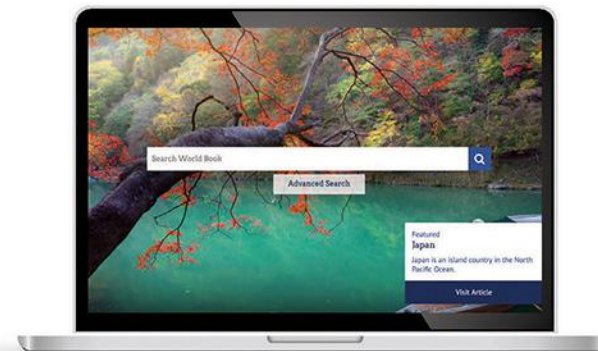 Search World Book
Advanced Search
Featured
Japan
Japan is an island country in the North
Pacific Ocean.
Visit Article